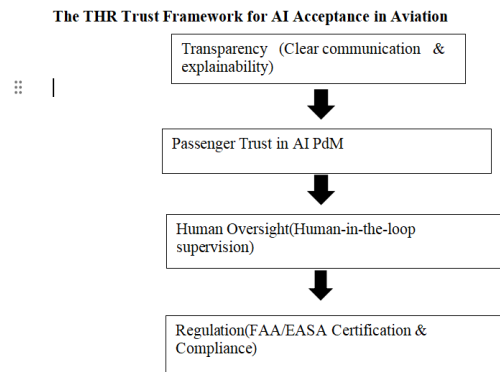 The THR Trust Framework for AI Acceptance in Aviation
Transparency (Clear communication &
explainability)
Passenger Trust in AI PdM
Human Oversight(Human-in-the-loop
supervision)
Regulation(FAA/EASA Certification &
Compliance)